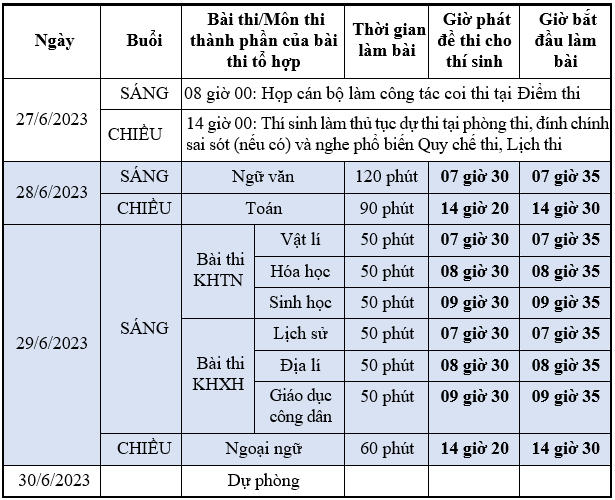 Ngày
Buổi
Bài thi/Môn thi
thành phần của bài
thi tổ hợp
Thời gian
làm bài
Giờ phát
đề thi cho
thí sinh
Giờ bắt
đầu làm
bài
27/6/2023
SÁNG
08 giờ 00: Họp cán bộ làm công tác coi thi tại Điểm thi
CHIỀU
14 giờ 00: Thí sinh làm thủ tục dự thi tại phòng thi, đính chính
sai sót (nếu có) và nghe phổ biến Quy chế thi, Lịch thi
28/6/2023
SÁNG
Ngữ văn
120 phút
07 giờ 30
07 giờ 35
CHIỀU
Toán
90 phút
14 giờ 20
14 giờ 30
29/6/2023
SÁNG
Bài thi
KHTN
Vật lí
50 phút
07 giờ 30
07 giờ 35
Hóa học
50 phút
08 giờ 30
08 giờ 35
Sinh học
50 phút
09 giờ 30
09 giờ 35
Bài thi
KHXH
Lịch sử
50 phút
07 giờ 30
07 giờ 35
Địa lí
50 phút
08 giờ 30
08 giờ 35
Giáo dục
công dân
50 phút
09 giờ 30
09 giờ 35
CHIỀU
Ngoại ngữ
60 phút
14 giờ 20
14 giờ 30
30/6/2023
Dự phòng